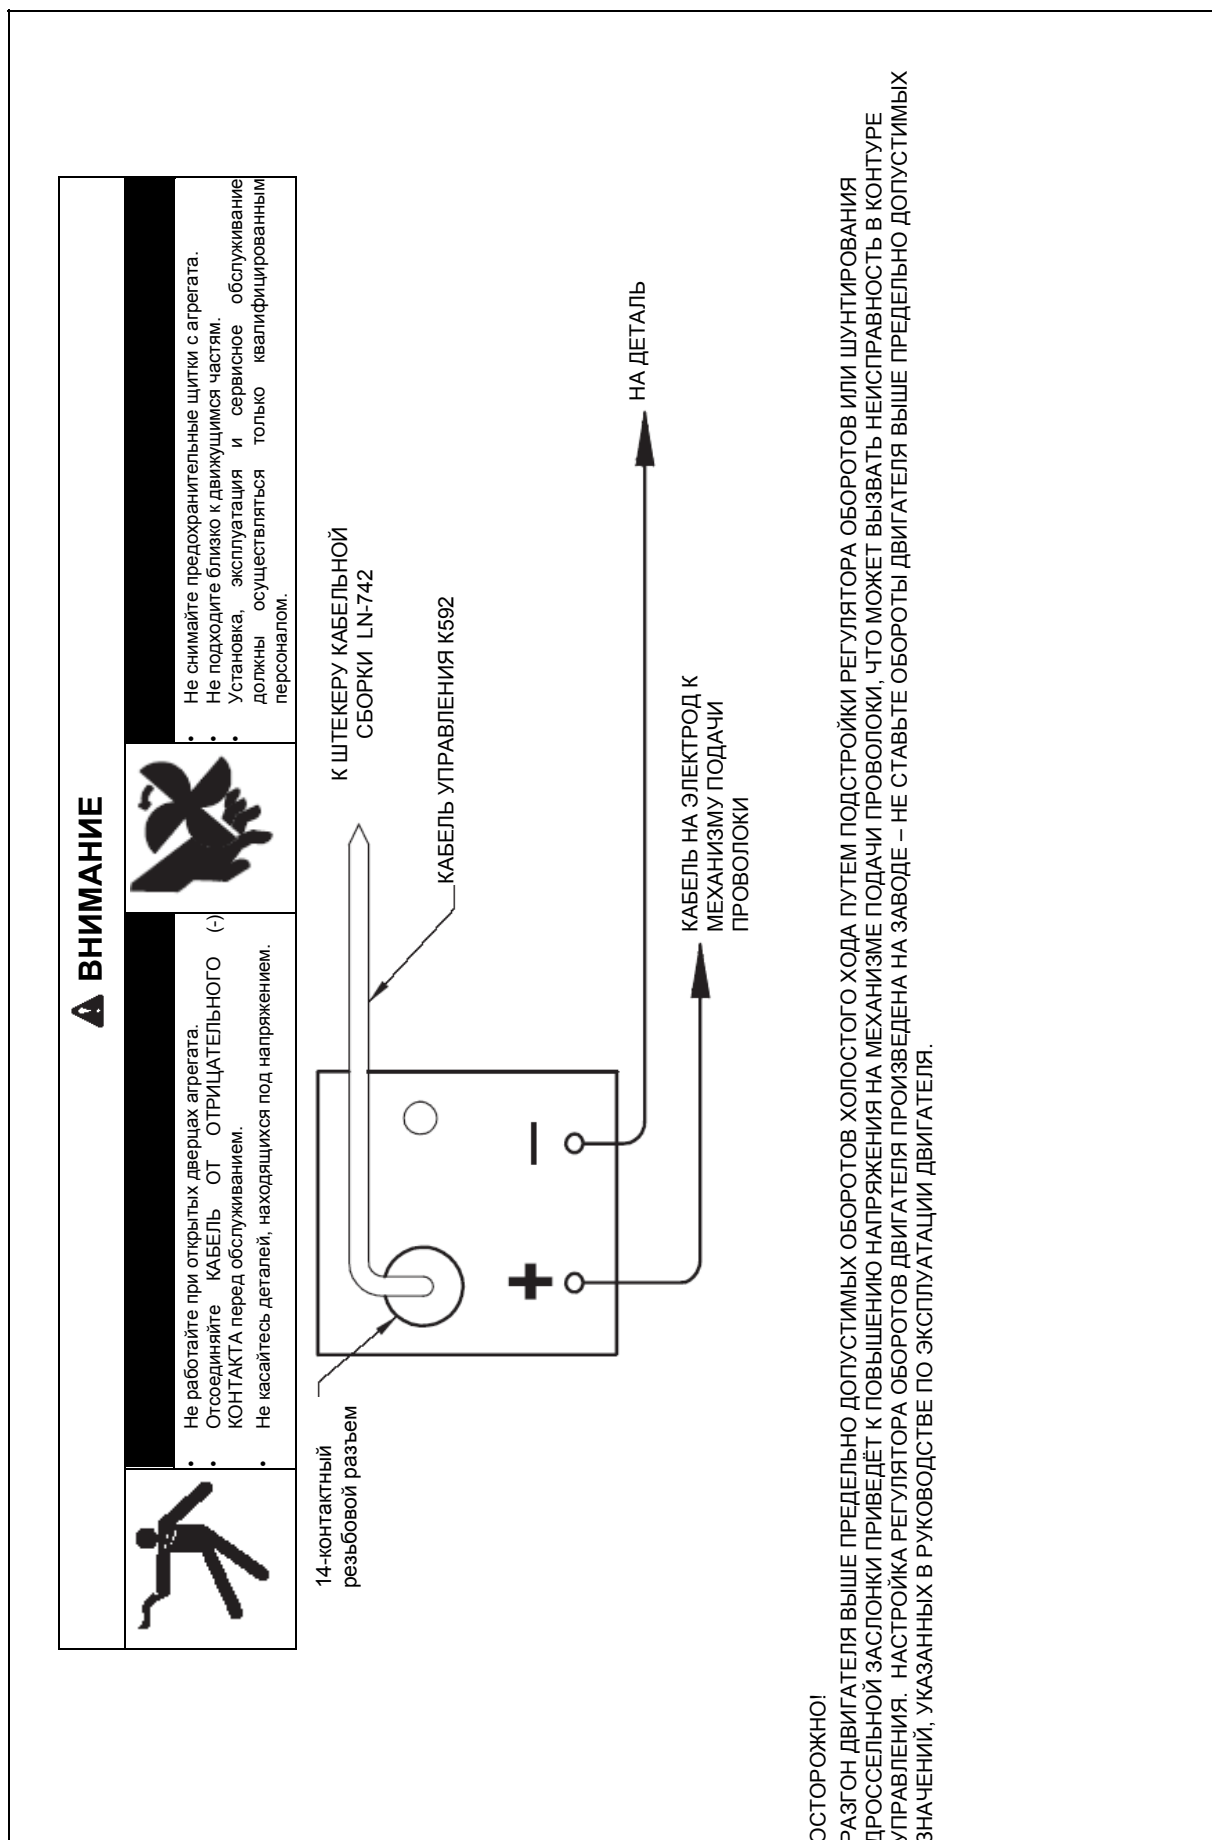 ВНИМАНИЕ
• Не работайте при открытых дверцах агрегата.
• Отсоединяйте КАБЕЛЬ ОТ ОТРИЦАТЕЛЬНОГО (-)
КОНТАКТА перед обслуживанием.
• Не касайтесь деталей, находящихся под напряжением.
• Не снимайте предохранительные щитки с агрегата.
• Не подходите близко к движущимся частям.
• Установка, эксплуатация и сервисное обслуживание
должны осуществляться только квалифицированным
персоналом.
14-контактный
резьбовой разъем
К ШТЕКЕРУ КАБЕЛЬНОЙ
СБОРКИ LN-742
КАБЕЛЬ УПРАВЛЕНИЯ K592
+
–
НА ДЕТАЛЬ
КАБЕЛЬ НА ЭЛЕКТРОД К
МЕХАНИЗМУ ПОДАЧИ
ПРОВОЛОКИ
ОСТОРОЖНО!
РАЗГОН ДВИГАТЕЛЯ ВЫШЕ ПРЕДЕЛЬНО ДОПУСТИМЫХ ОБОРОТОВ ХОЛОСТОГО ХОДА ПУТЕМ ПОДСТРОЙКИ РЕГУЛЯТОРА ОБОРОТОВ ИЛИ ШУНТИРОВАНИЯ
ДРОССЕЛЬНОЙ ЗАСЛОНКИ ПРИВЕДЁТ К ПОВЫШЕНИЮ НАПРЯЖЕНИЯ НА МЕХАНИЗМЕ ПОДАЧИ ПРОВОЛОКИ, ЧТО МОЖЕТ ВЫЗВАТЬ НЕИСПРАВНОСТЬ В КОНТУРЕ
УПРАВЛЕНИЯ. НАСТРОЙКА РЕГУЛЯТОРА ОБОРОТОВ ДВИГАТЕЛЯ ПРОИЗВЕДЕНА НА ЗАВОДЕ – НЕ СТАВЬТЕ ОБОРОТЫ ДВИГАТЕЛЯ ВЫШЕ ПРЕДЕЛЬНО ДОПУСТИМЫХ
ЗНАЧЕНИЙ, УКАЗАННЫХ В РУКОВОДСТВЕ ПО ЭКСПЛУАТАЦИИ ДВИГАТЕЛЯ.